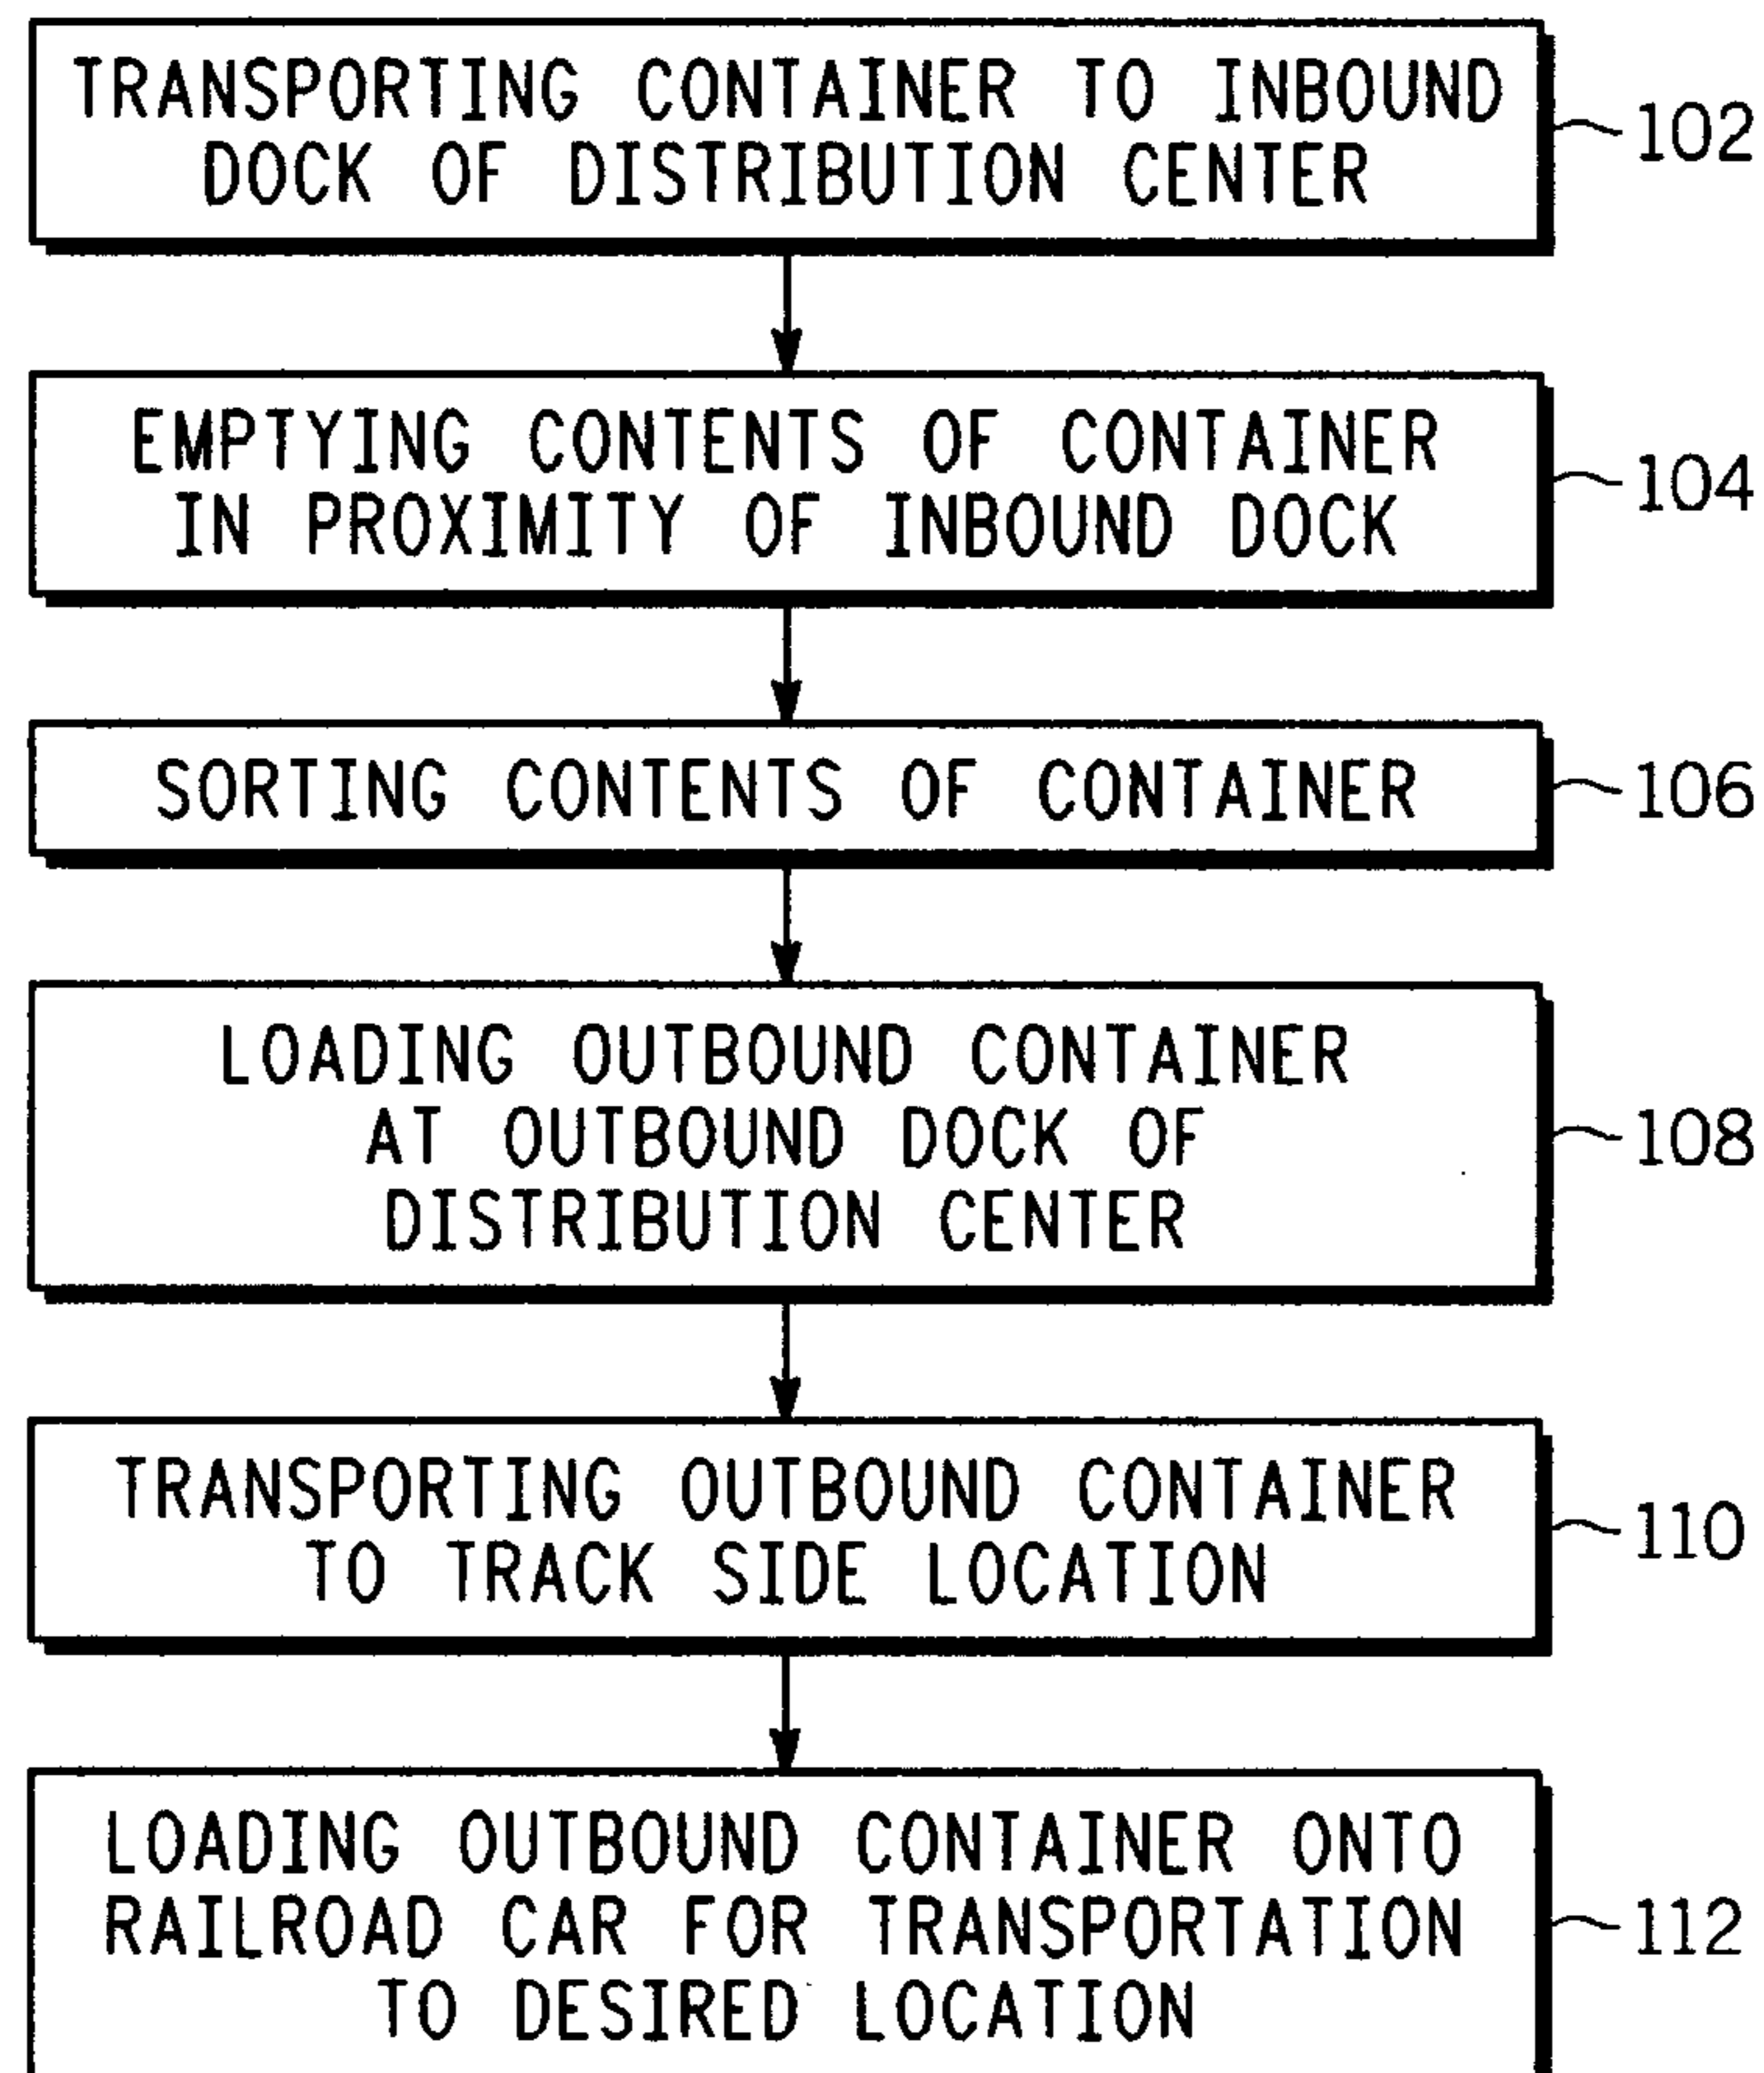 TRANSPORTING CONTAINER TO INBOUND
DOCK OF DISTRIBUTION CENTER
102
EMPTYING CONTENTS OF CONTAINER
IN PROXIMITY OF INBOUND DOCK
104
SORTING CONTENTS OF CONTAINER
106
LOADING OUTBOUND CONTAINER
AT OUTBOUND DOCK OF
DISTRIBUTION CENTER
108
TRANSPORTING OUTBOUND CONTAINER
TO TRACK SIDE LOCATION
110
LOADING OUTBOUND CONTAINER ONTO
RAILROAD CAR FOR TRANSPORTATION
TO DESIRED LOCATION
112